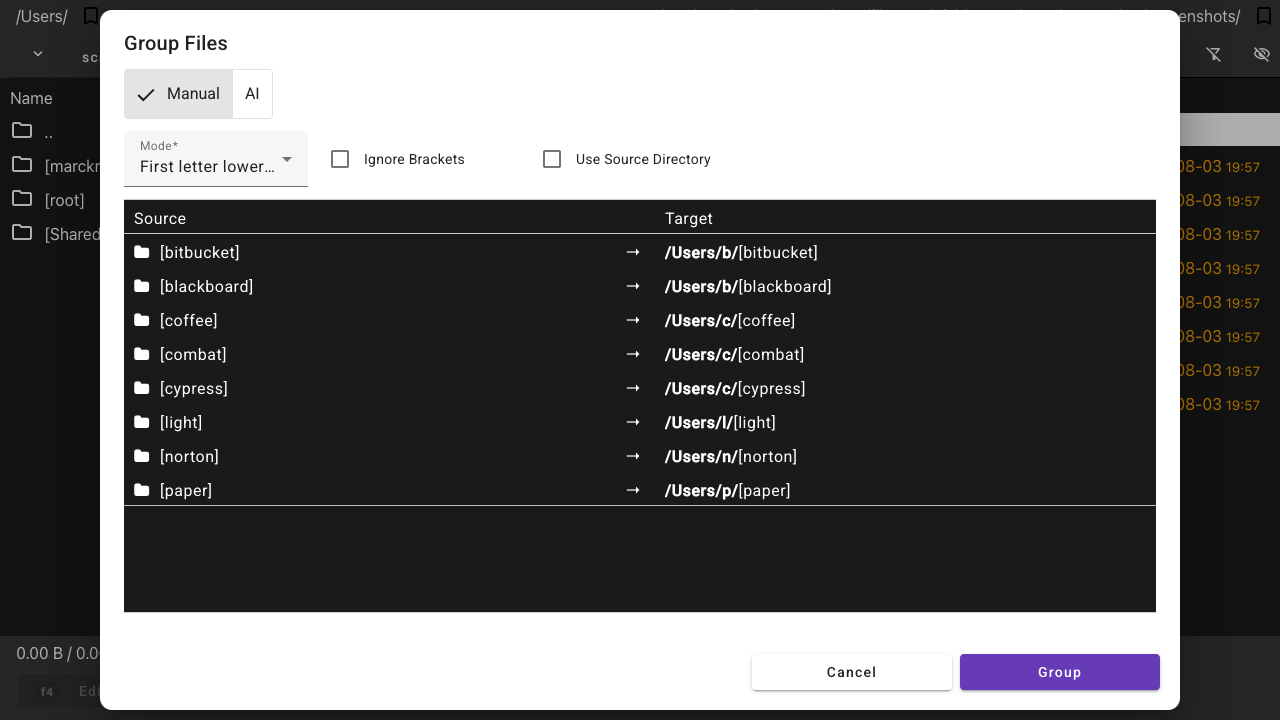 /Users/
enshots/
Group Files
Manual
AI
Mode*
First letter lower…
Ignore Brackets
Use Source Directory
Name
..
[root]
[Shared
Source Target
[bitbucket] → /Users/b/[bitbucket]
[blackboard] → /Users/b/[blackboard]
[coffee] → /Users/c/[coffee]
[combat] → /Users/c/[combat]
[cypress] → /Users/c/[cypress]
[light] → /Users/l/[light]
[norton] → /Users/n/[norton]
[paper] → /Users/p/[paper]
08-03 19:57
08-03 19:57
08-03 19:57
08-03 19:57
08-03 19:57
08-03 19:57
08-03 19:57
08-03 19:57
0.00 B / 0.0
f4 Edi
Cancel
Group